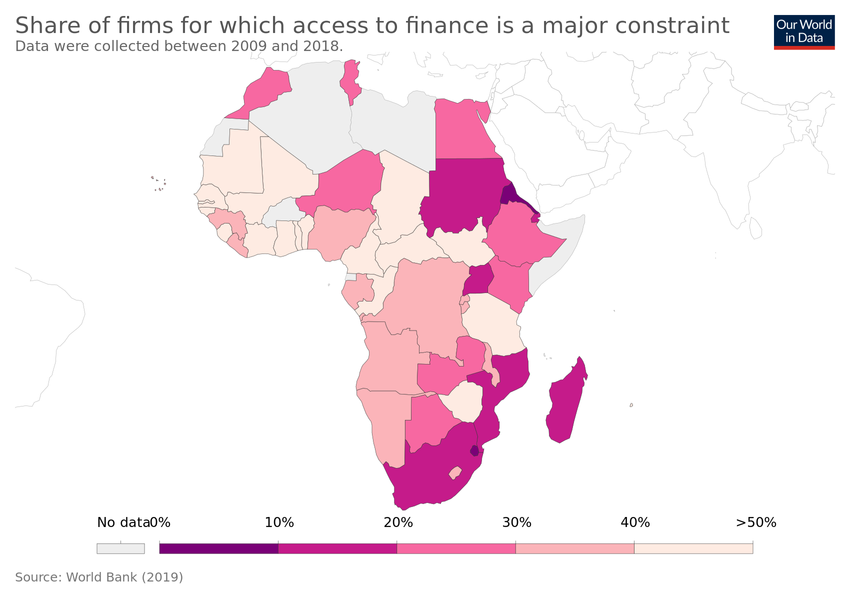 Share of firms for which access to finance is a major constraint
Data were collected between 2009 and 2018.
Our World
in Data
No data
0%
10%
20%
30%
40%
>50%
Source: World Bank (2019)